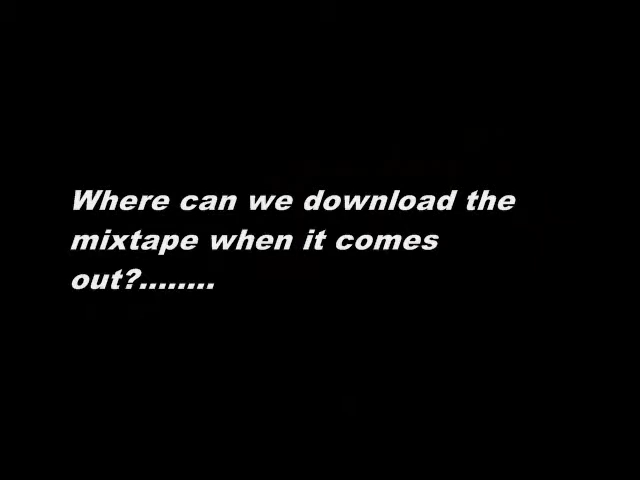 Where can we download the
mixtape when it comes
out?........